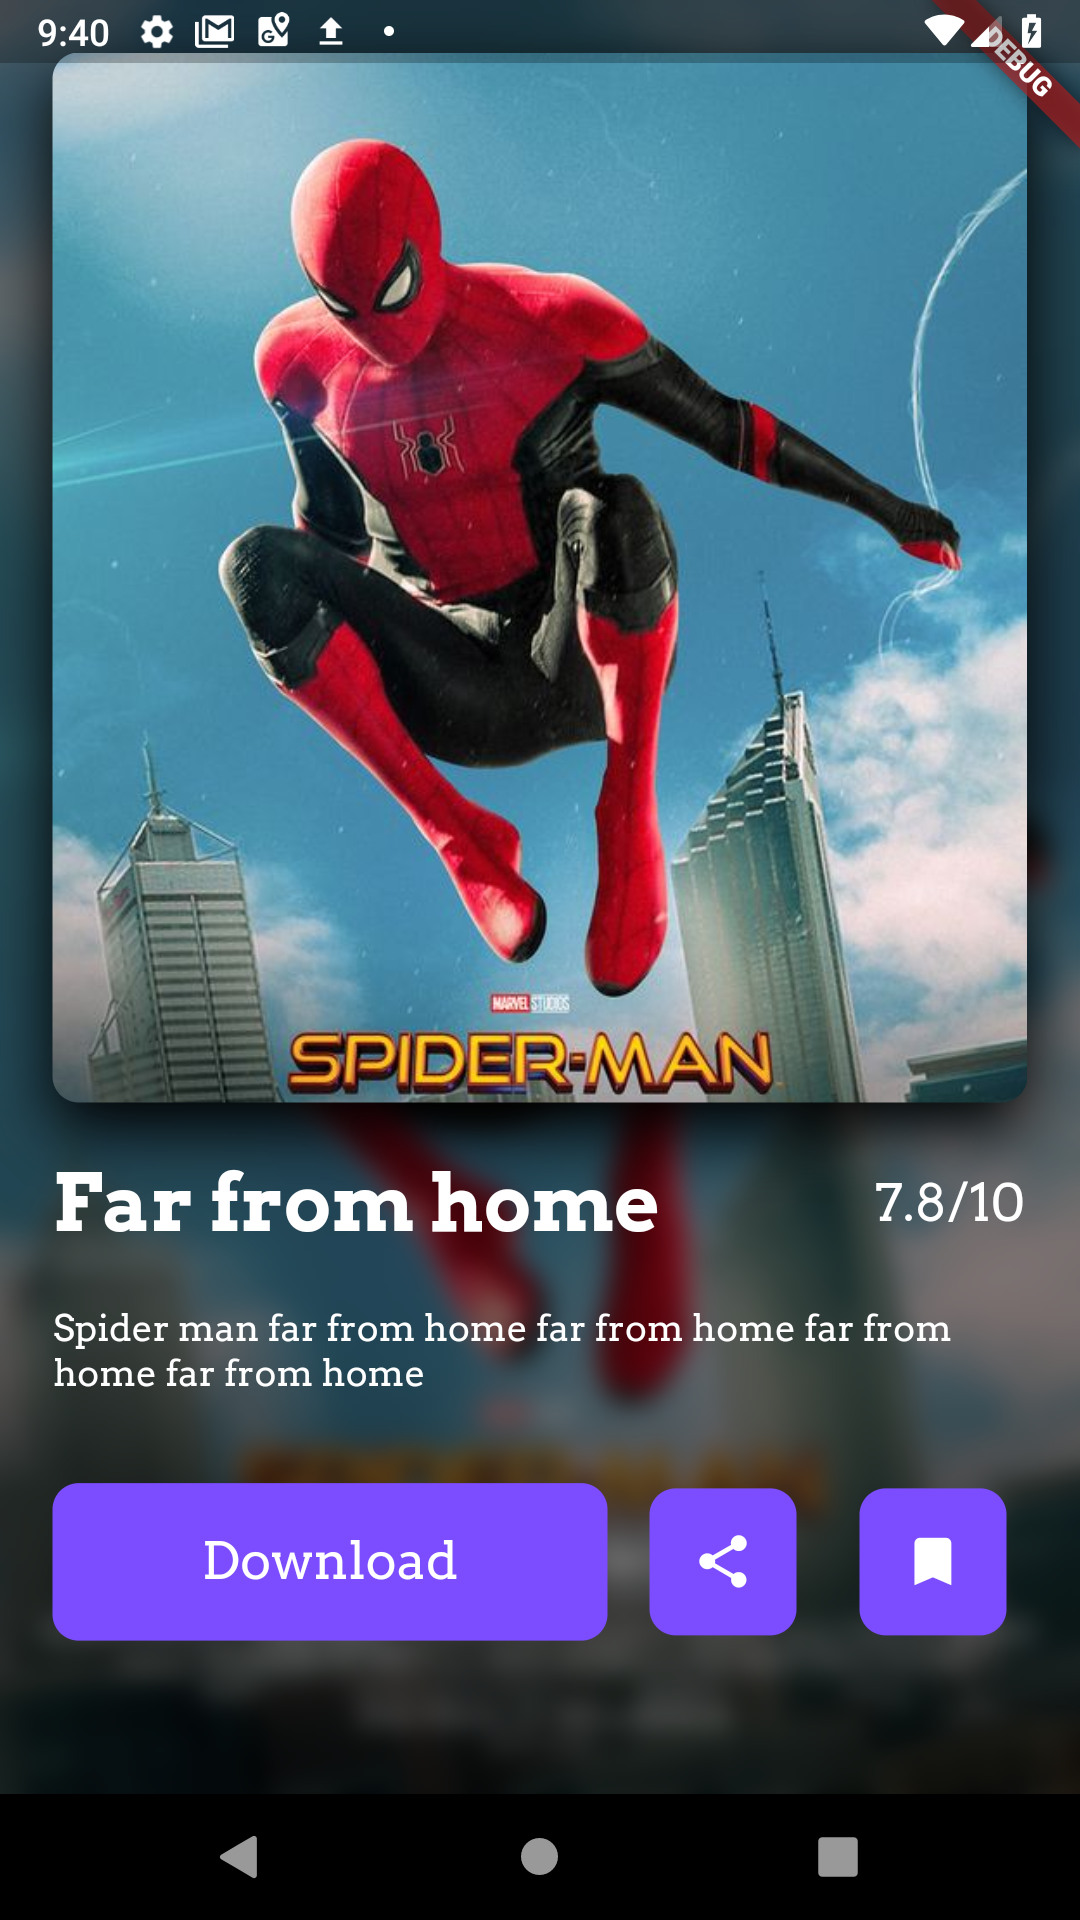 9:40
DEBUG
MARVEL STUDIOS
SPIDER-MAN
Far from home
7.8/10
Spider man far from home far from home far from
home far from home
Download